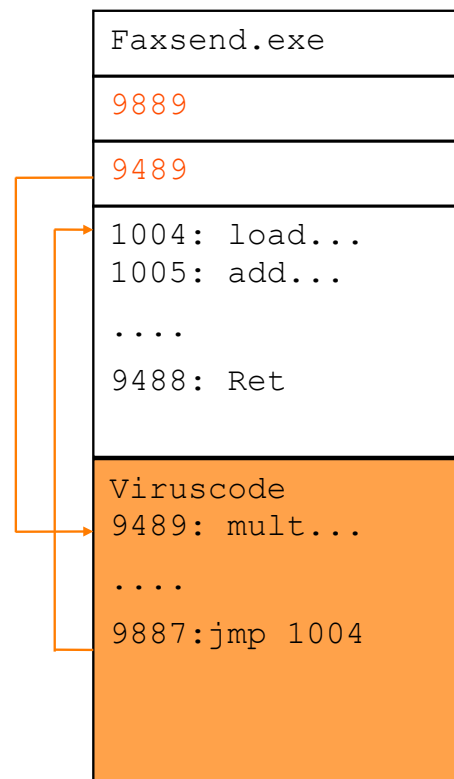 Faxsend.exe
9889
9489
1004: load...
1005: add...
....
9488: Ret
Viruscode
9489: mult...
....
9887:jmp 1004